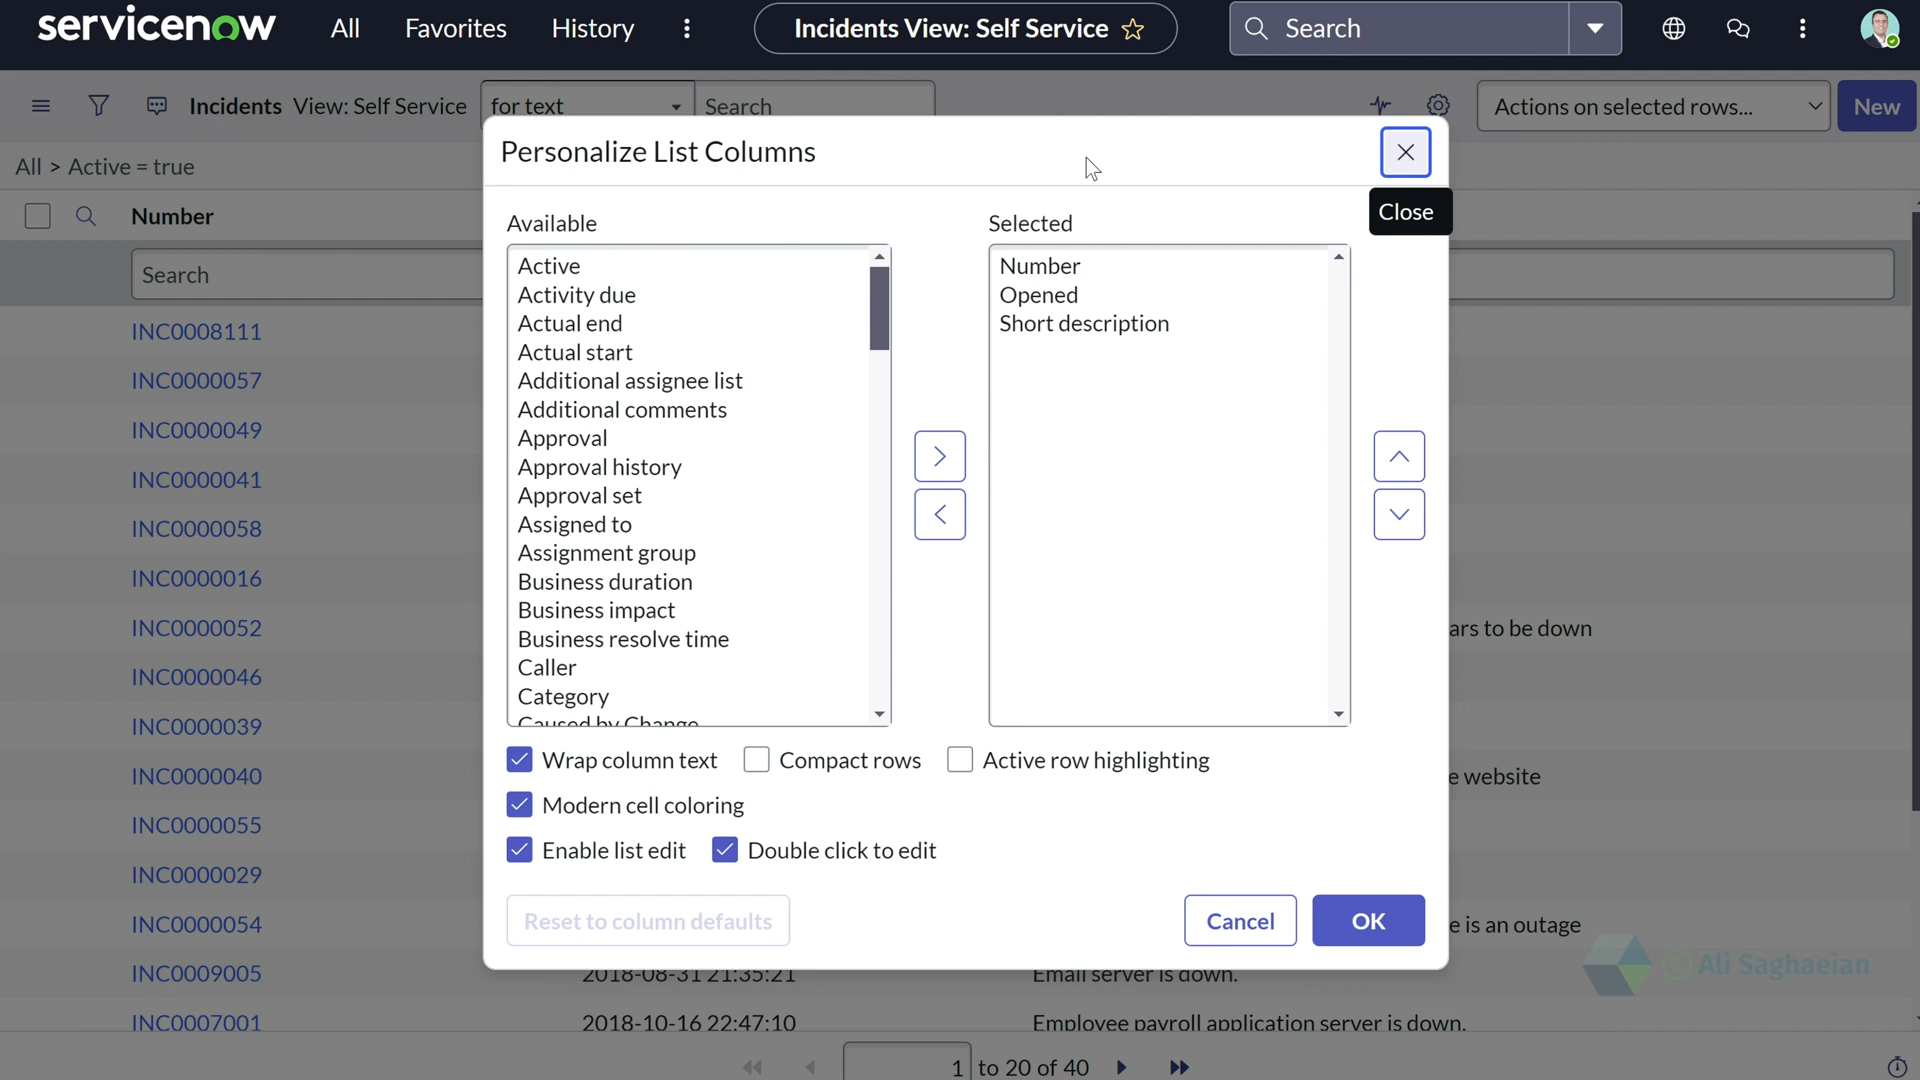 servicenow All Favorites History Incidents View: Self Service Search
Incidents View: Self Service for text Search Actions on selected rows... New
Personalize List Columns
All > Active = true
Close
Number
Available Selected
Search
Active
Activity due
Actual end
Actual start
Additional assignee list
Additional comments
Approval
Approval history
Approval set
Assigned to
Assignment group
Business duration
Business impact
Business resolve time
Caller
Category
Caused by Change
Number
Opened
Short description
Wrap column text Compact rows Active row highlighting
Modern cell coloring
Enable list edit Double click to edit
Reset to column defaults Cancel OK
INC0008111
INC0000057
INC0000049
INC0000041
INC0000058
INC0000016
INC0000052 ars to be down
INC0000046
INC0000039
INC0000040 e website
INC0000055
INC0000029
INC0000054 e is an outage
INC0009005 2018-08-31 21:35:21 Email server is down.
INC0007001 2018-10-16 22:47:10 Employee payroll application server is down.
© Ali Saghaeian
1 to 20 of 40